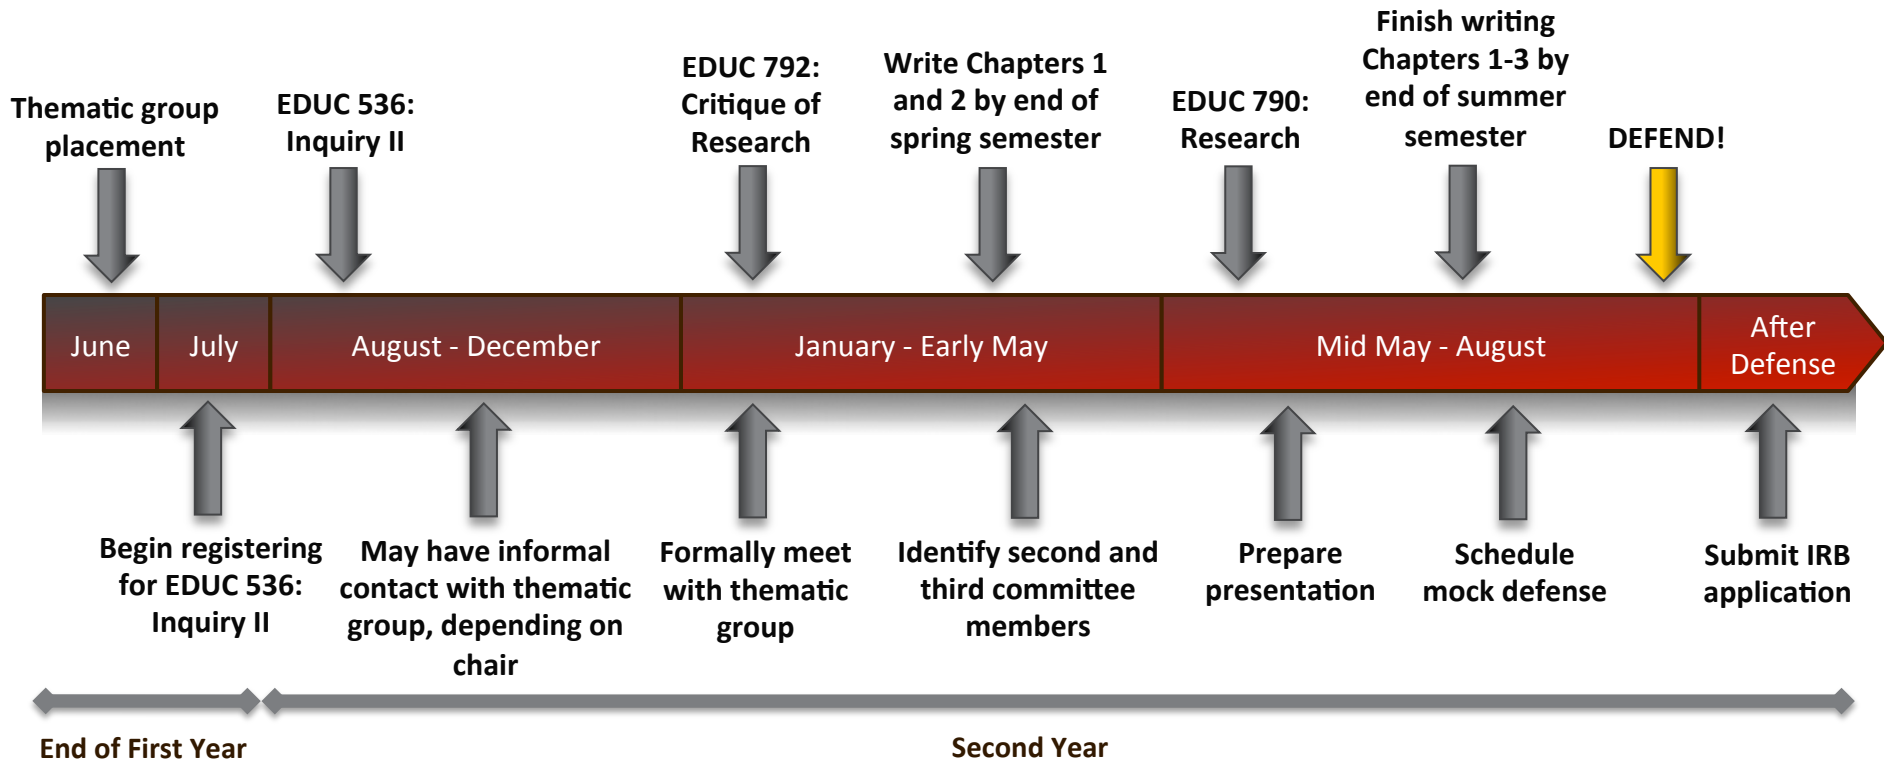 Thematic group
placement
EDUC 536:
Inquiry II
EDUC 792:
Critique of
Research
Write Chapters 1
and 2 by end of
spring semester
EDUC 790:
Research
Finish writing
Chapters 1-3 by
end of summer
semester
DEFEND!
June
July
August - December
January - Early May
Mid May - August
After
Defense
Begin registering
for EDUC 536:
Inquiry II
May have informal
contact with thematic
group, depending on
chair
Formally meet
with thematic
group
Identify second and
third committee
members
Prepare
presentation
Schedule
mock defense
Submit IRB
application
End of First Year
Second Year